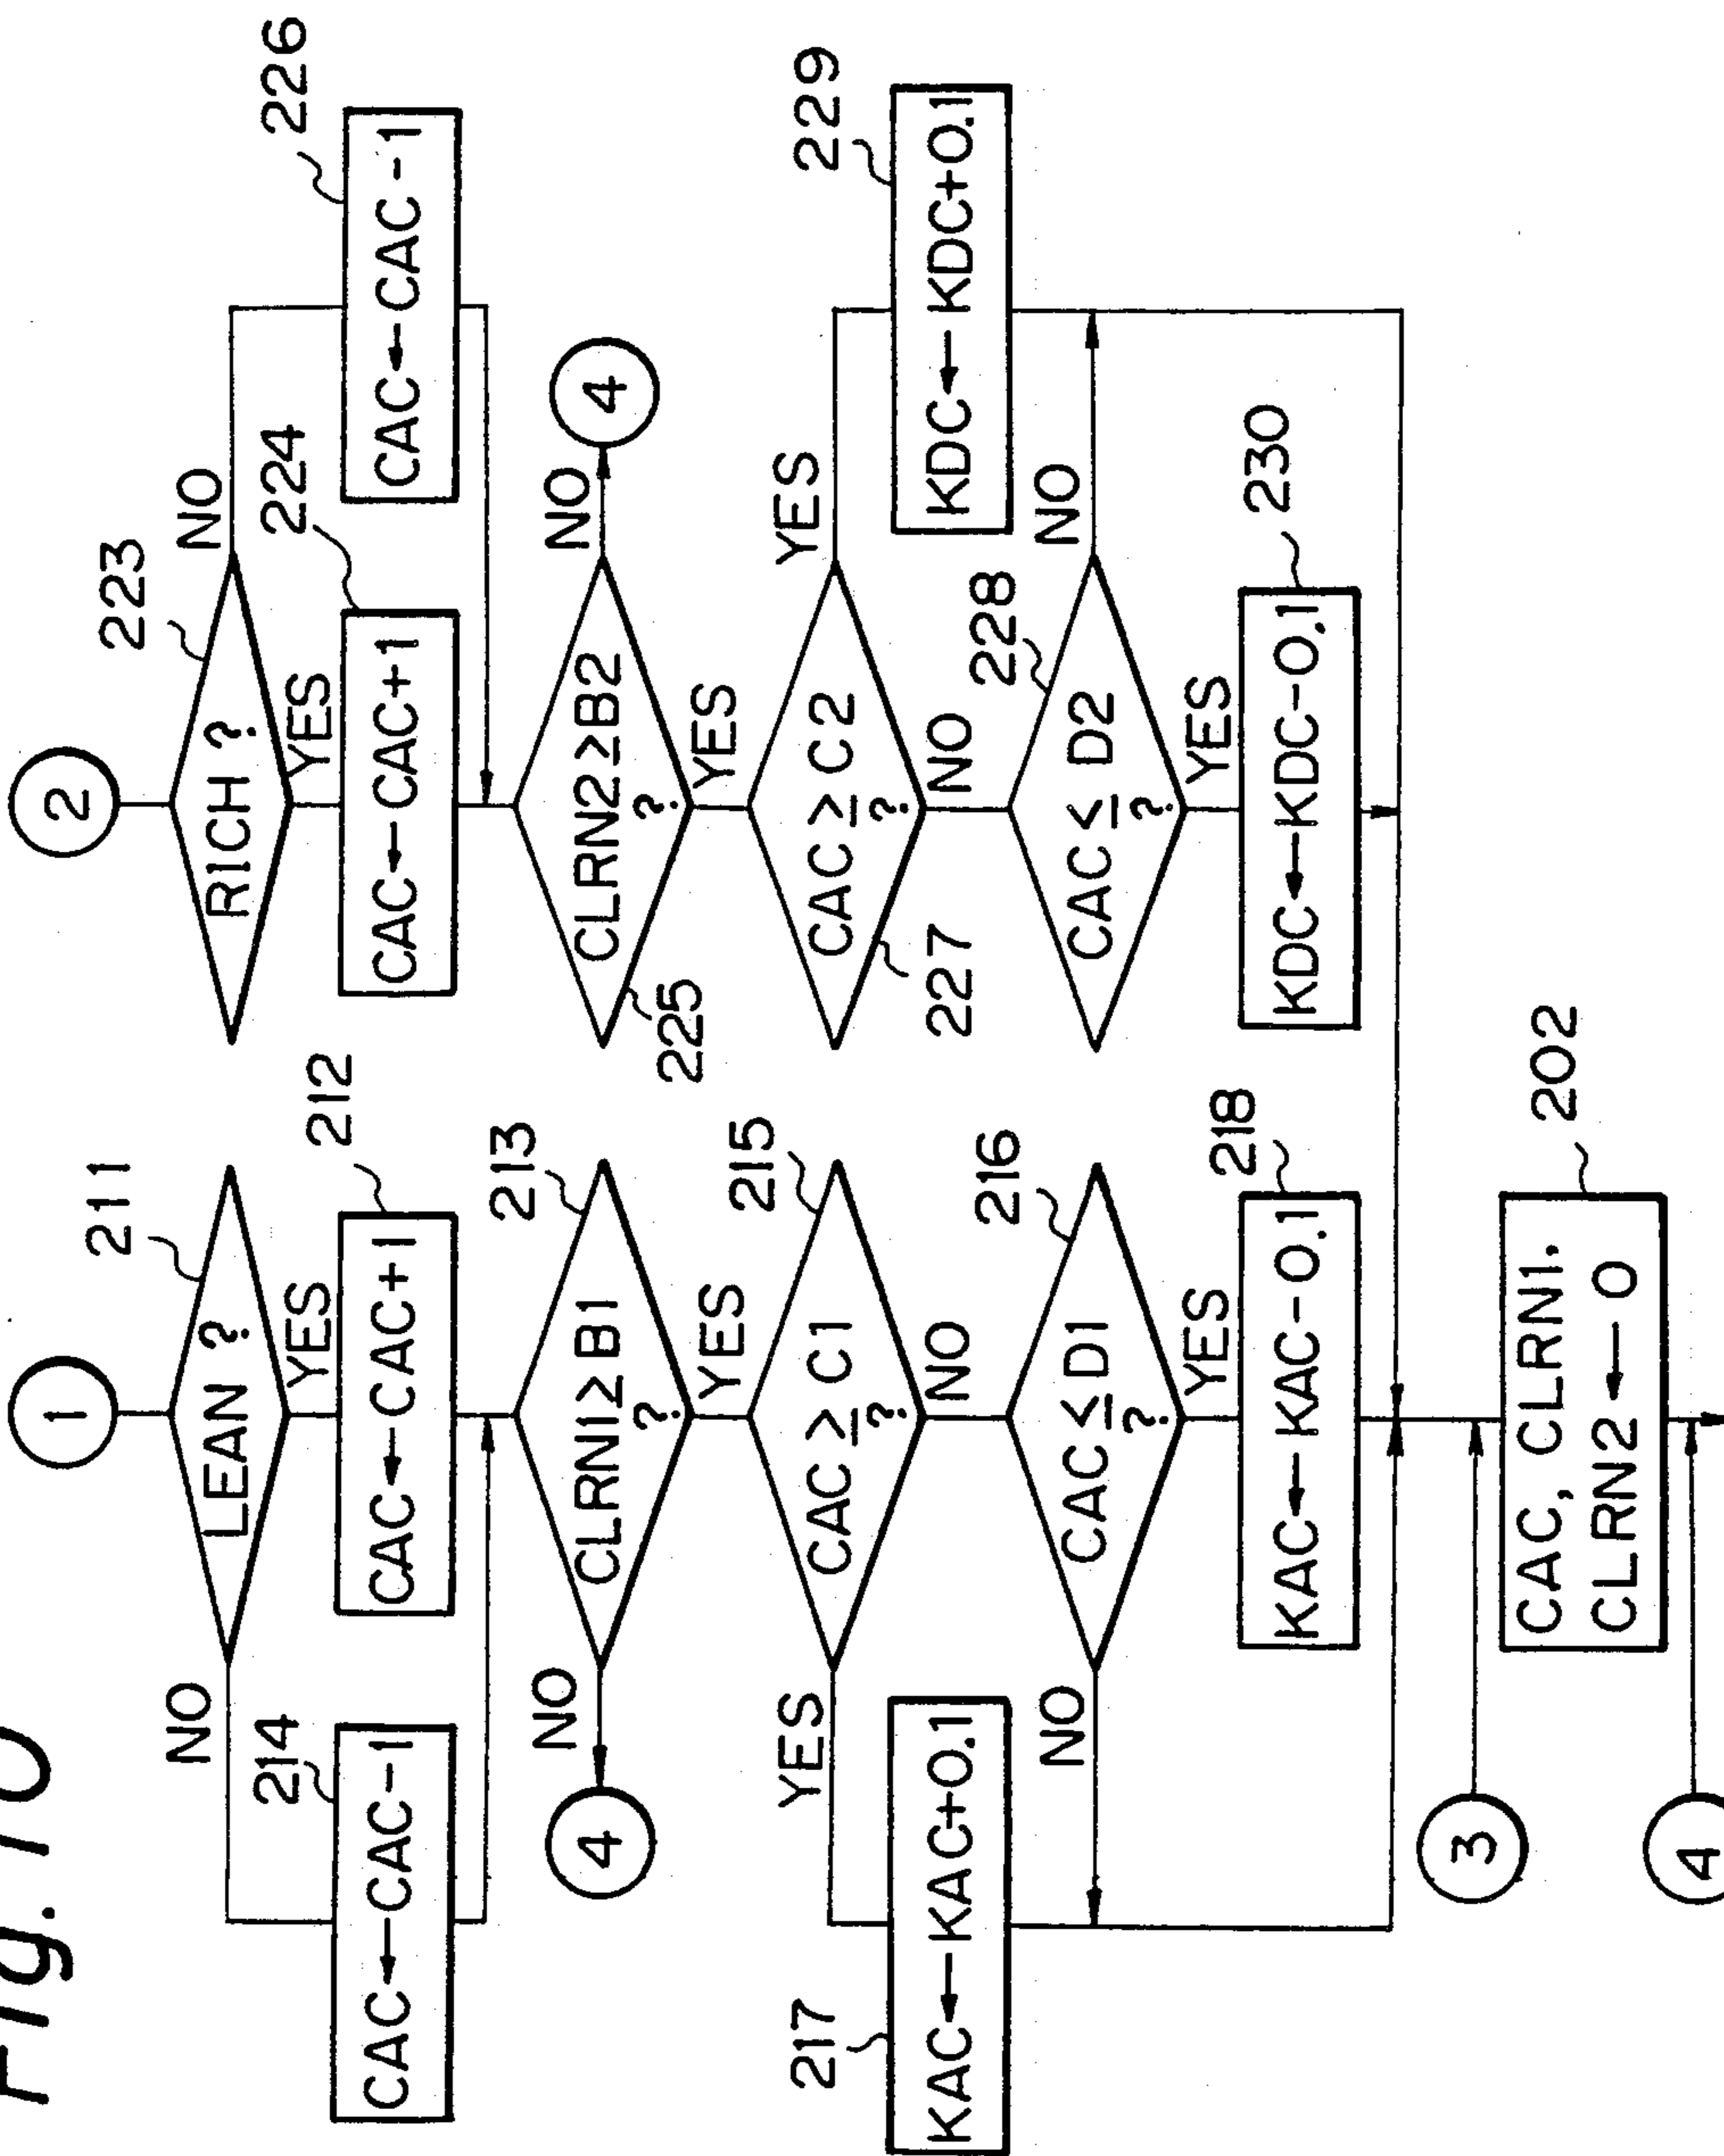 Fig. 10
1
211
LEAN ?
NO
YES
214
CAC←CAC-1
212
CAC←CAC+1
213
CLRN1≥B1
?
NO
4
YES
215
CAC ≥ C1
?
YES
NO
217
KAC←KAC+0.1
216
CAC ≤ D1
?
NO
YES
218
KAC←KAC-0.1
3
202
CAC, CLRN1.
CLRN2 ← 0
4
2
223
RICH ?
NO
YES
224
CAC←CAC+1
226
CAC←CAC-1
225
CLRN2≥B2
?
NO
4
YES
227
CAC ≥ C2
?
YES
NO
229
KDC←KDC+0.1
228
CAC ≤ D2
?
NO
YES
230
KDC←KDC-0.1